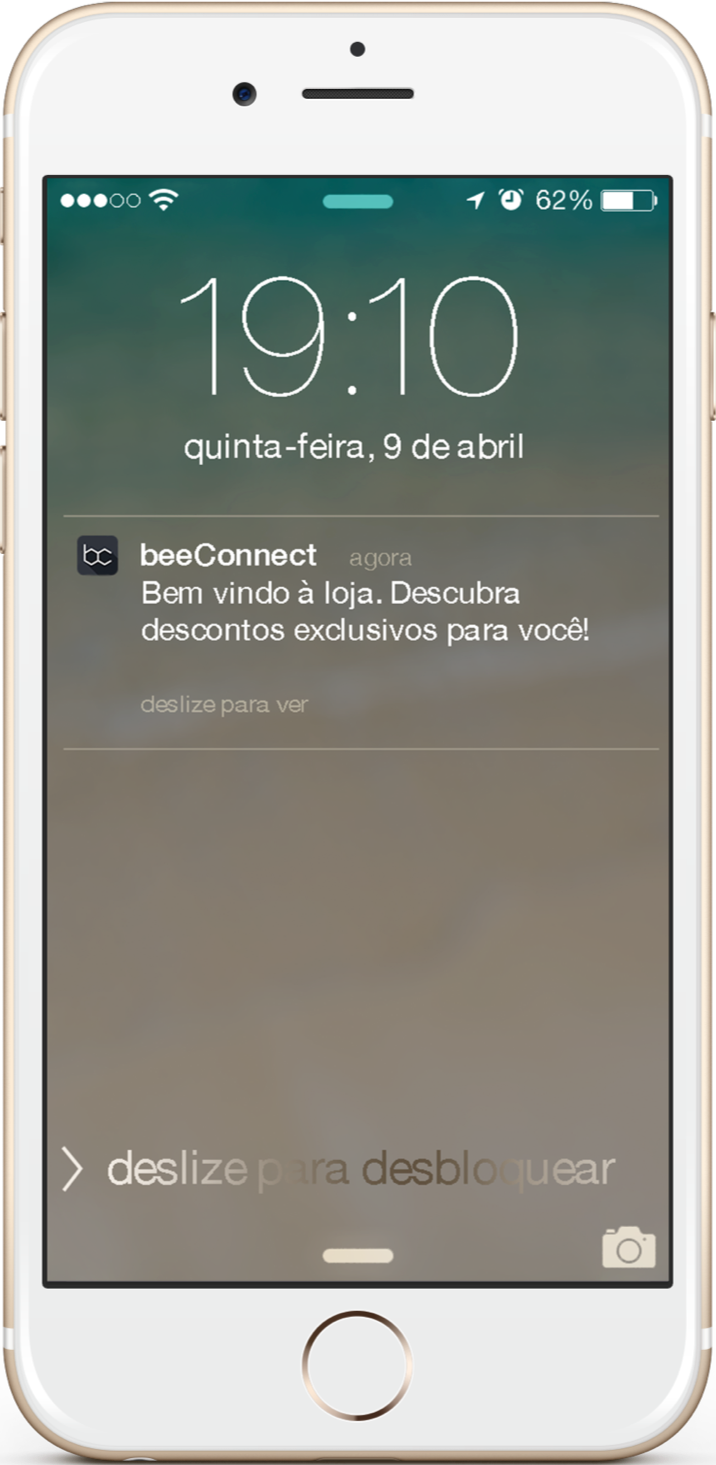 62%
19:10
quinta-feira, 9 de abril
bc beeConnect agora
Bem vindo à loja. Descubra
descontos exclusivos para você!
deslize para ver
deslize para desbloquear